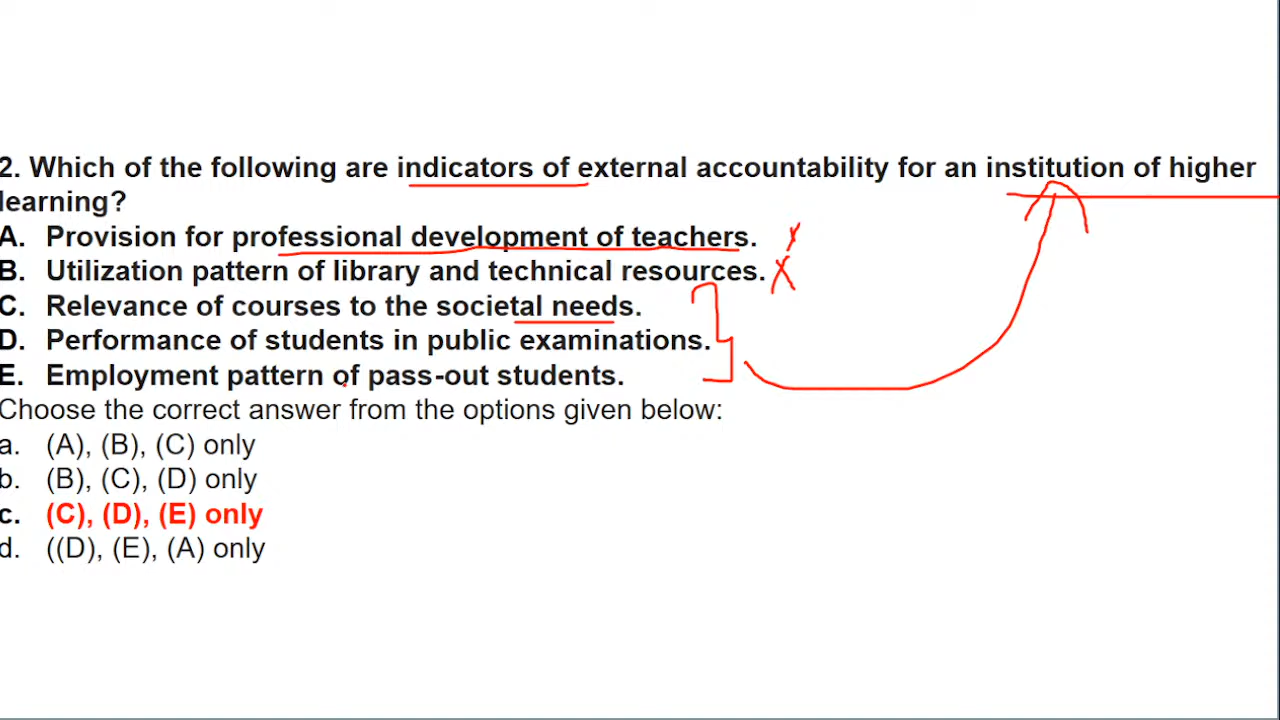 2. Which of the following are indicators of external accountability for an institution of higher
learning?
A. Provision for professional development of teachers. x
B. Utilization pattern of library and technical resources. x
C. Relevance of courses to the societal needs.
D. Performance of students in public examinations.
E. Employment pattern of pass-out students.
Choose the correct answer from the options given below:
a. (A), (B), (C) only
b. (B), (C), (D) only
c. (C), (D), (E) only
d. ((D), (E), (A) only